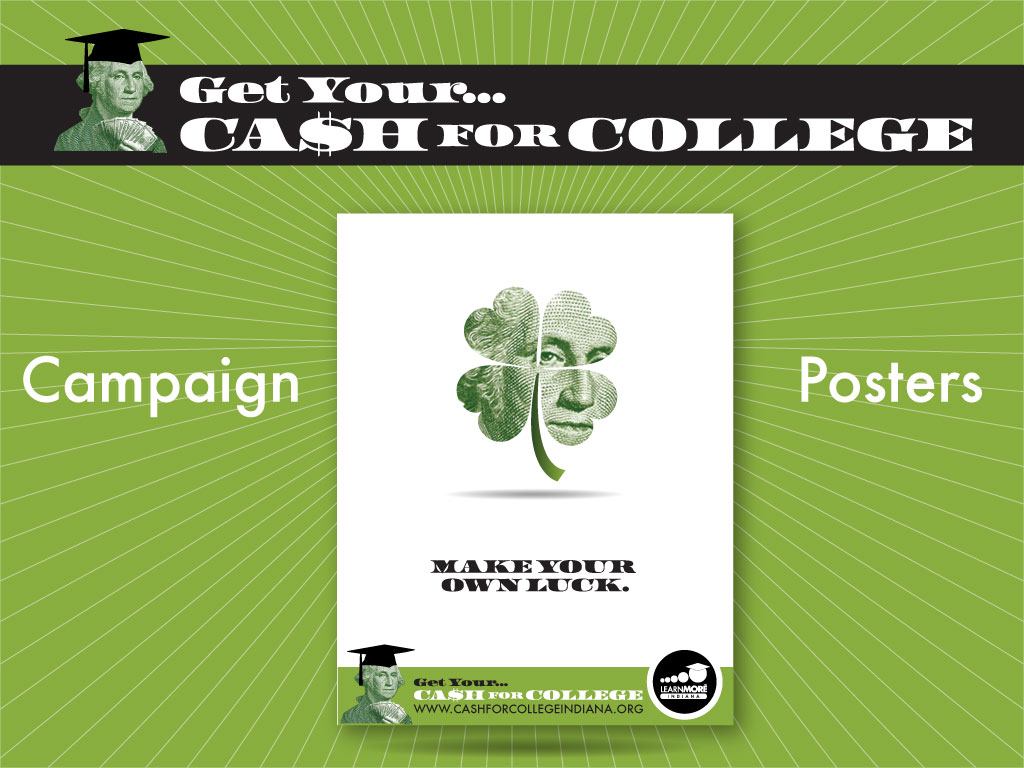 Get Your...
CA$H FOR COLLEGE
Campaign
Posters
MAKE YOUR
OWN LUCK.
Get Your...
CA$H FOR COLLEGE
WWW.CASHFORCOLLEGEINDIANA.ORG
LEARNMORE
INDIANA